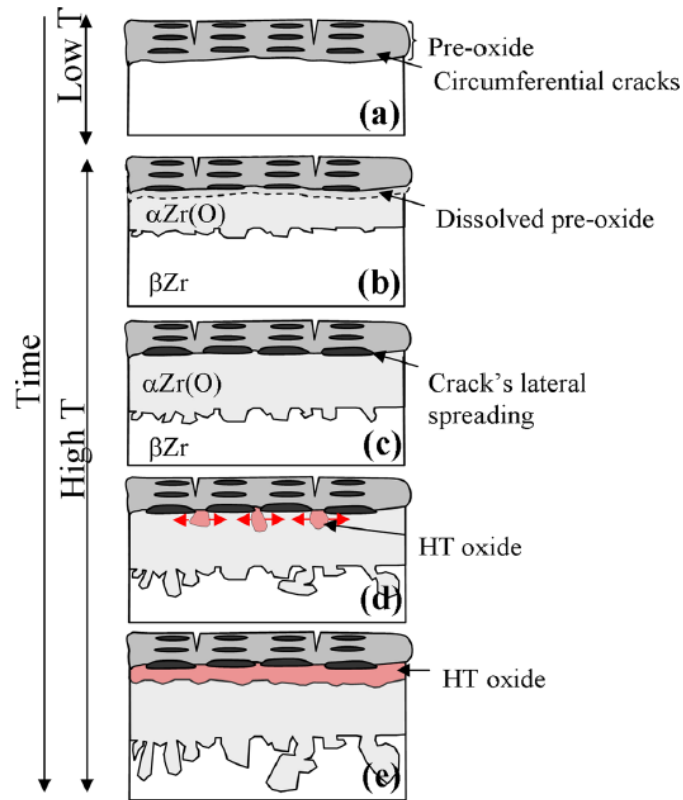 Time
Low T
High T
Pre-oxide
Circumferential cracks
(a)
αZr(O)
Dissolved pre-oxide
βZr
(b)
αZr(O)
Crack's lateral
spreading
βZr
(c)
HT oxide
(d)
HT oxide
(e)